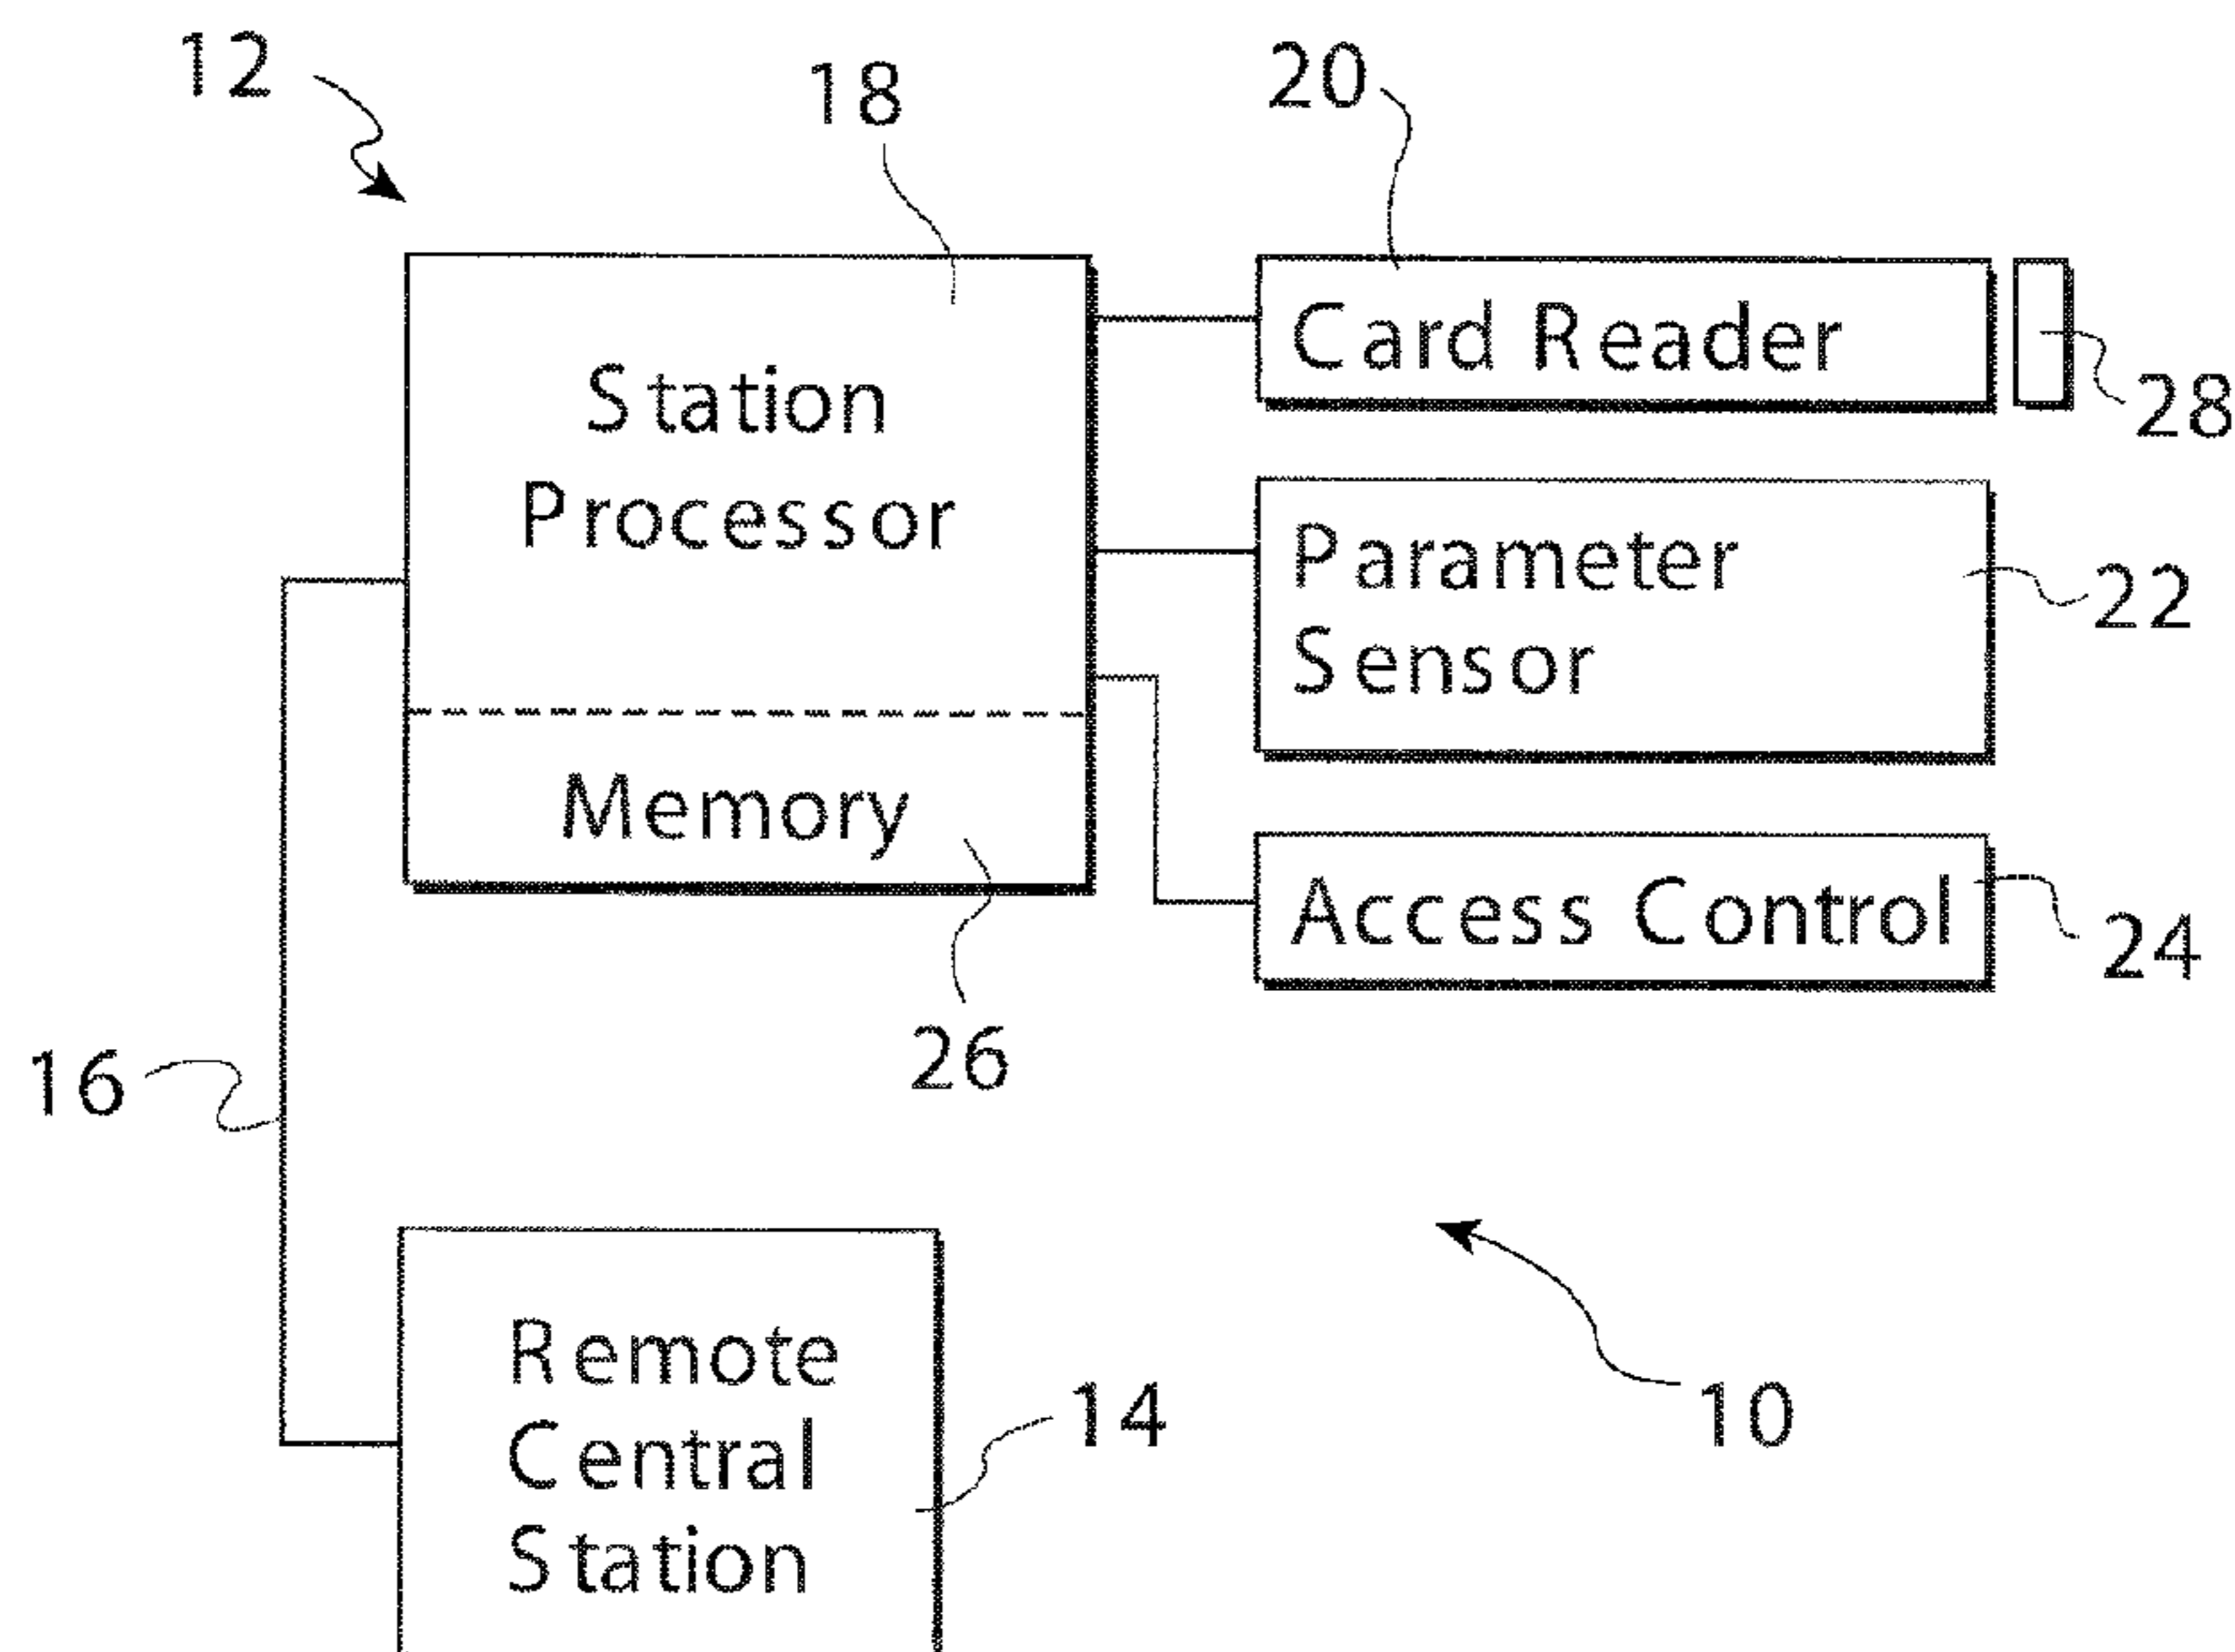 12
18
20
Station
Processor
Card Reader
28
Parameter
Sensor
22
Memory
Access Control
24
26
16
Remote
Central
Station
14
10